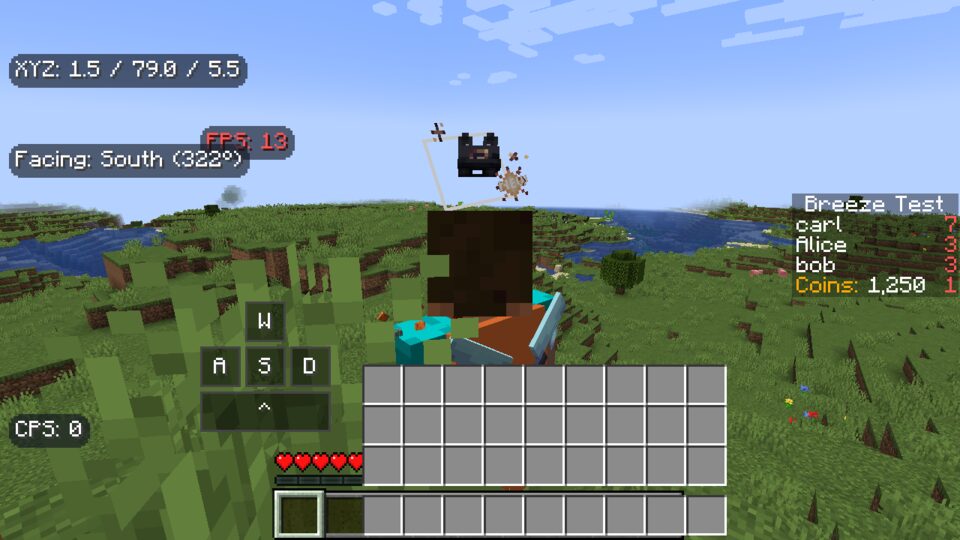 XYZ: 1.5 / 79.0 / 5.5
FPS: 13
Facing: South (322°)
Breeze Test
carl 7
Alice 3
bob 3
Coins: 1,250 1
W
A S D
^
CPS: 0